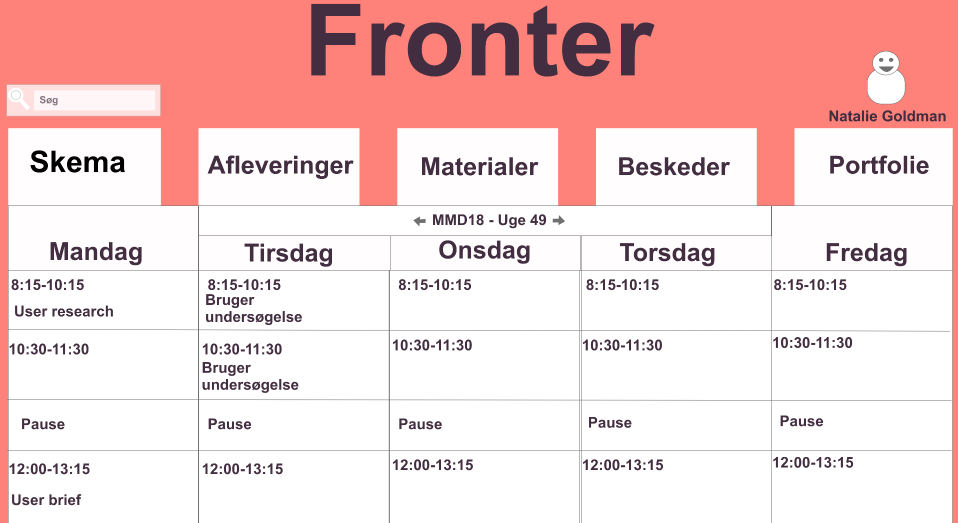 Fronter
Søg
Natalie Goldman
Skema
Afleveringer
Materialer
Beskeder
Portfolie
MMD18 - Uge 49
Mandag
Tirsdag
Onsdag
Torsdag
Fredag
8:15-10:15
User research
8:15-10:15
Bruger
undersøgelse
8:15-10:15
8:15-10:15
8:15-10:15
10:30-11:30
10:30-11:30
Bruger
undersøgelse
10:30-11:30
10:30-11:30
10:30-11:30
Pause
Pause
Pause
Pause
Pause
12:00-13:15
User brief
12:00-13:15
12:00-13:15
12:00-13:15
12:00-13:15